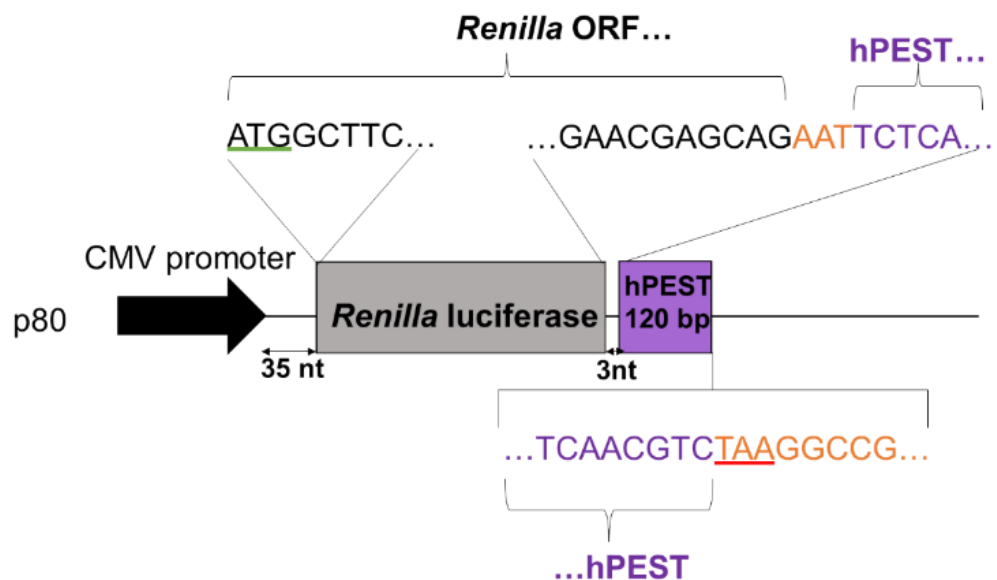 Renilla ORF…
hPEST…
ATGGCTTC… …GAACGAGCAGAATTCTCA…
CMV promoter
p80
Renilla luciferase
hPEST
120 bp
35 nt
3nt
…TCAACGTCTAAGGCCG…
…hPEST